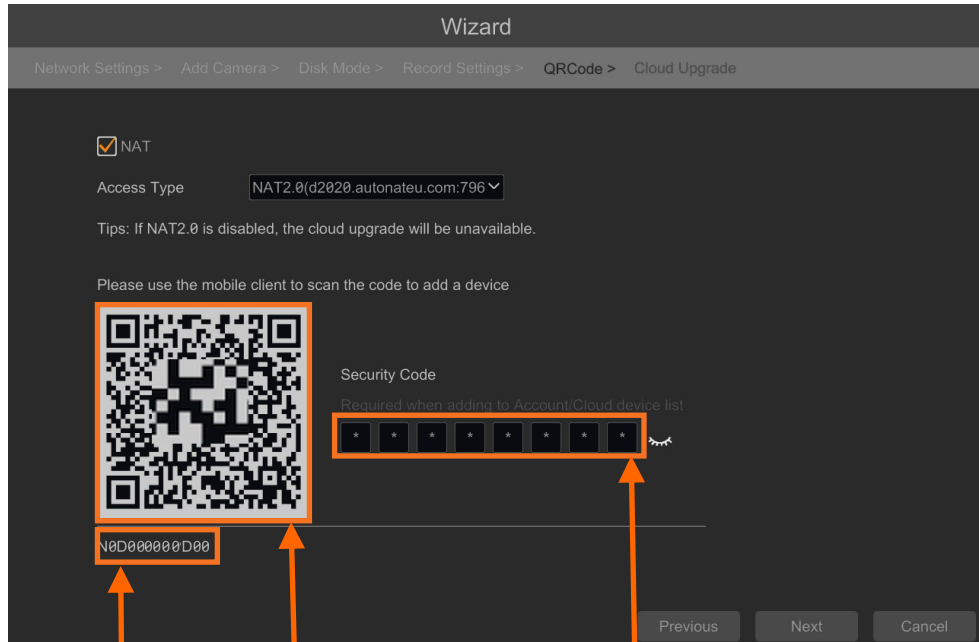 Wizard
Network Settings > Add Camera > Disk Mode > Record Settings > QRCode > Cloud Upgrade
NAT
Access Type NAT2.0(d2020.autonateu.com:796
Tips: If NAT2.0 is disabled, the cloud upgrade will be unavailable.
Please use the mobile client to scan the code to add a device
Security Code
Required when adding to Account/Cloud device list
* * * * * * * *
N0D000000D00
Previous Next Cancel